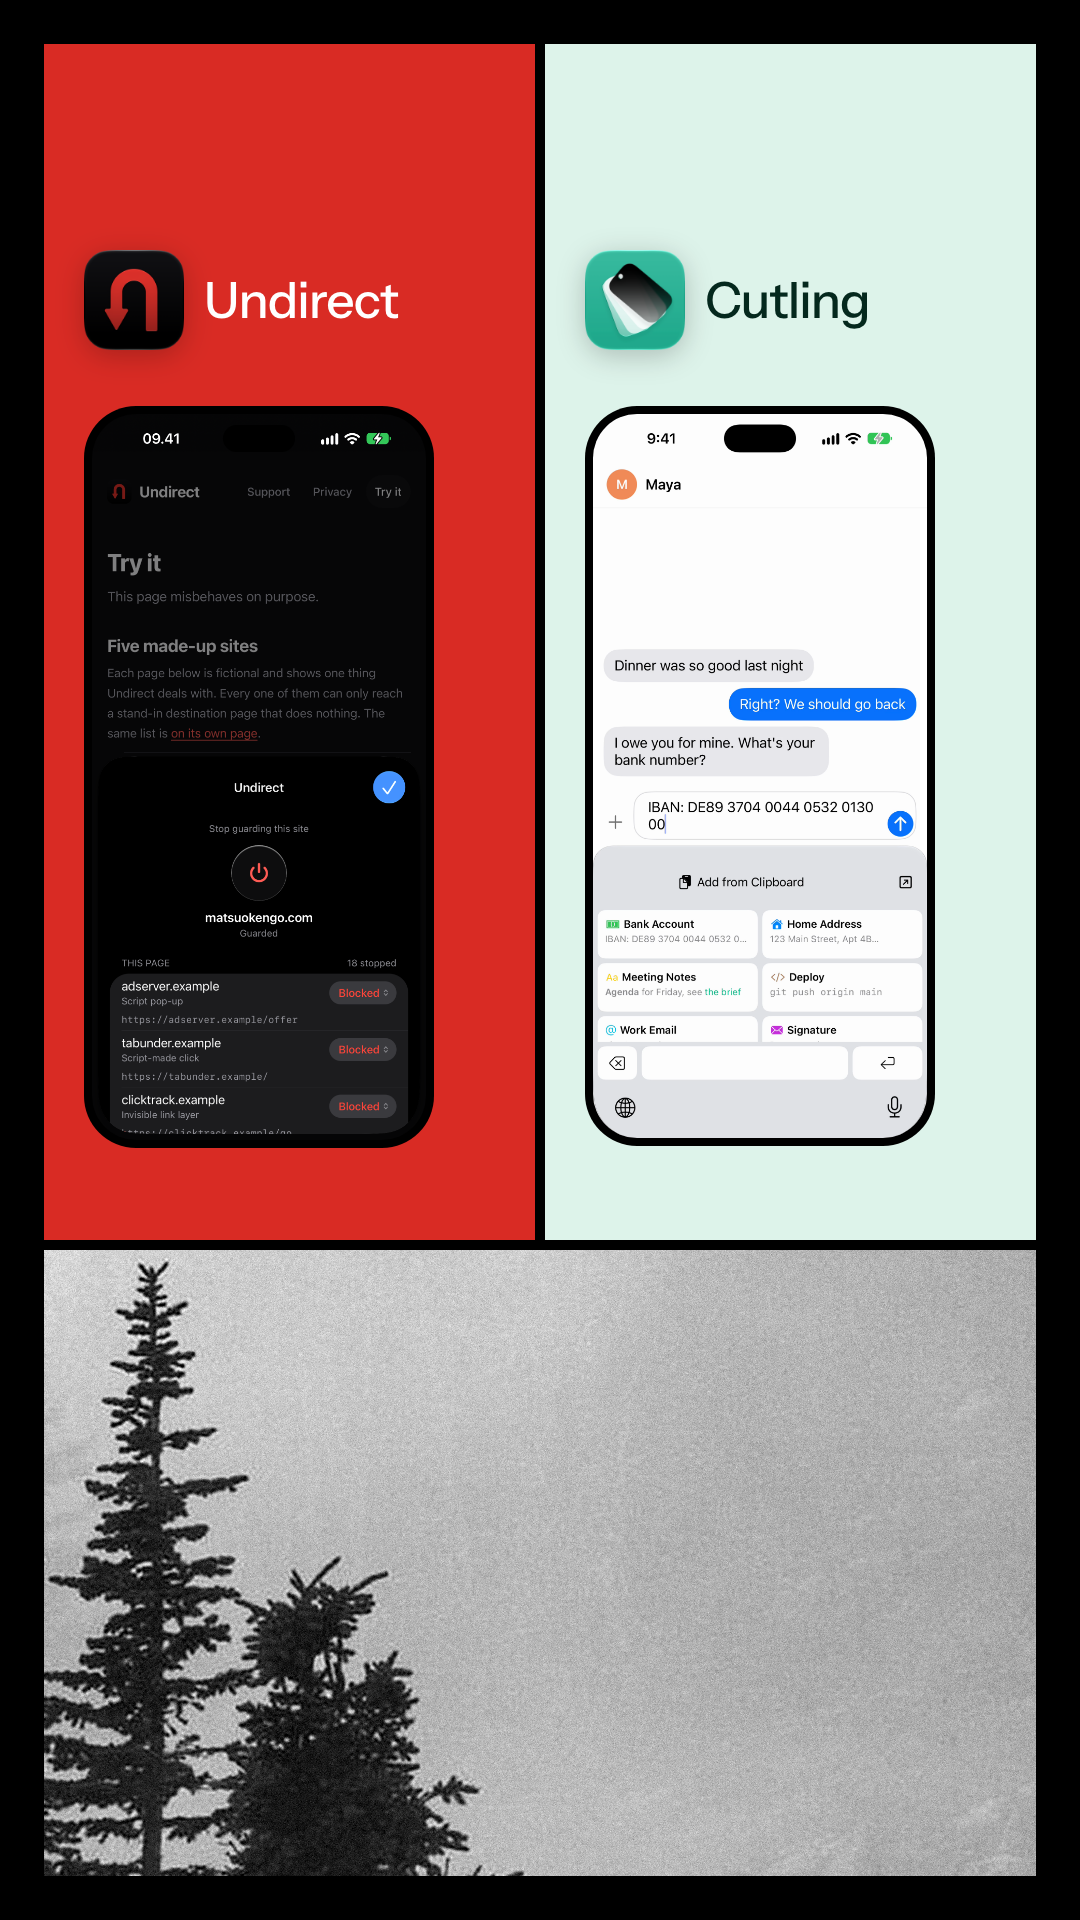 Undirect
09.41
Undirect
Support
Privacy
Try it
Try it
This page misbehaves on purpose.
Five made-up sites
Each page below is fictional and shows one thing
Undirect deals with. Every one of them can only reach
a stand-in destination page that does nothing. The
same list is on its own page.
Undirect
Stop guarding this site
matsuokengo.com
Guarded
THIS PAGE
18 stopped
adserver.example
Script pop-up
Blocked
https://adserver.example/offer
tabunder.example
Script-made click
Blocked
https://tabunder.example/
clicktrack.example
Invisible link layer
Blocked
https://clicktrack.example/go
Cutling
9:41
M
Maya
Dinner was so good last night
Right? We should go back
I owe you for mine. What's your
bank number?
IBAN: DE89 3704 0044 0532 0130
00
Add from Clipboard
Bank Account
IBAN: DE89 3704 0044 0532 0...
Home Address
123 Main Street, Apt 4B...
Aa Meeting Notes
Agenda for Friday, see the brief
</> Deploy
git push origin main
@ Work Email
Signature